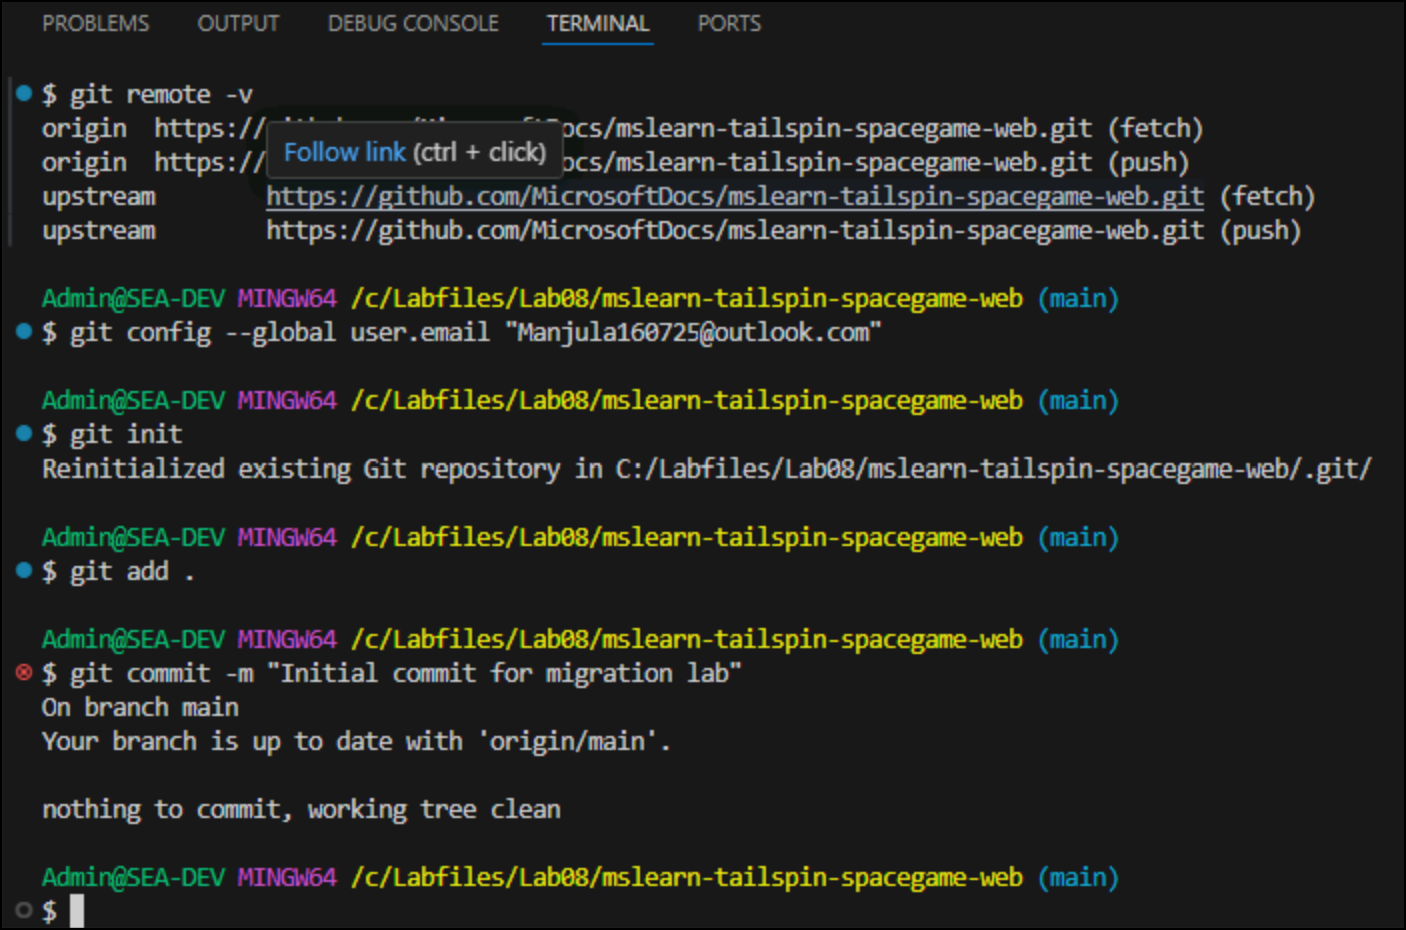 PROBLEMS OUTPUT DEBUG CONSOLE TERMINAL PORTS
$ git remote -v
origin https:// ocs/mslearn-tailspin-spacegame-web.git (fetch)
Follow link (ctrl + click)
origin https:// ocs/mslearn-tailspin-spacegame-web.git (push)
upstream https://github.com/MicrosoftDocs/mslearn-tailspin-spacegame-web.git (fetch)
upstream https://github.com/MicrosoftDocs/mslearn-tailspin-spacegame-web.git (push)
Admin@SEA-DEV MINGW64 /c/Labfiles/Lab08/mslearn-tailspin-spacegame-web (main)
$ git config --global user.email "Manjula160725@outlook.com"
Admin@SEA-DEV MINGW64 /c/Labfiles/Lab08/mslearn-tailspin-spacegame-web (main)
$ git init
Reinitialized existing Git repository in C:/Labfiles/Lab08/mslearn-tailspin-spacegame-web/.git/
Admin@SEA-DEV MINGW64 /c/Labfiles/Lab08/mslearn-tailspin-spacegame-web (main)
$ git add .
Admin@SEA-DEV MINGW64 /c/Labfiles/Lab08/mslearn-tailspin-spacegame-web (main)
$ git commit -m "Initial commit for migration lab"
On branch main
Your branch is up to date with 'origin/main'.
nothing to commit, working tree clean
Admin@SEA-DEV MINGW64 /c/Labfiles/Lab08/mslearn-tailspin-spacegame-web (main)
$